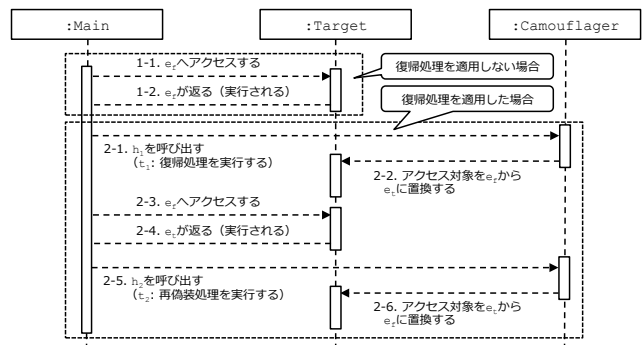 :Main
:Target
:Camouflager
1-1. efへアクセスする
復帰処理を適用しない場合
1-2. efが返る（実行される）
復帰処理を適用した場合
2-1. h1を呼び出す
（t1: 復帰処理を実行する）
2-2. アクセス対象をefから
etに置換する
2-3. efへアクセスする
2-4. etが返る（実行される）
2-5. h2を呼び出す
（t2: 再偽装処理を実行する）
2-6. アクセス対象をetから
efに置換する